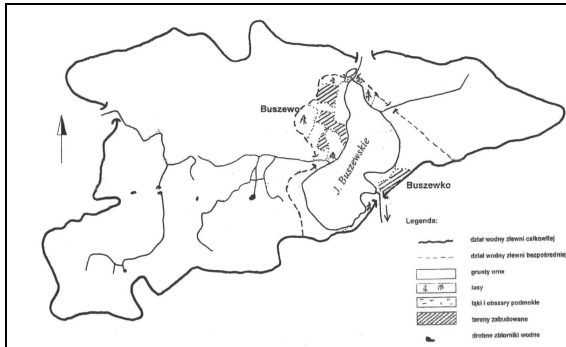 Buszewo
J. Buszewskie
Buszewko
Legenda:
dział wodny zlewni całkowitej
dział wodny zlewni bezpośredniej
grunty orne
lasy
łąki i obszary podmokłe
tereny zabudowane
drobne zbiorniki wodne